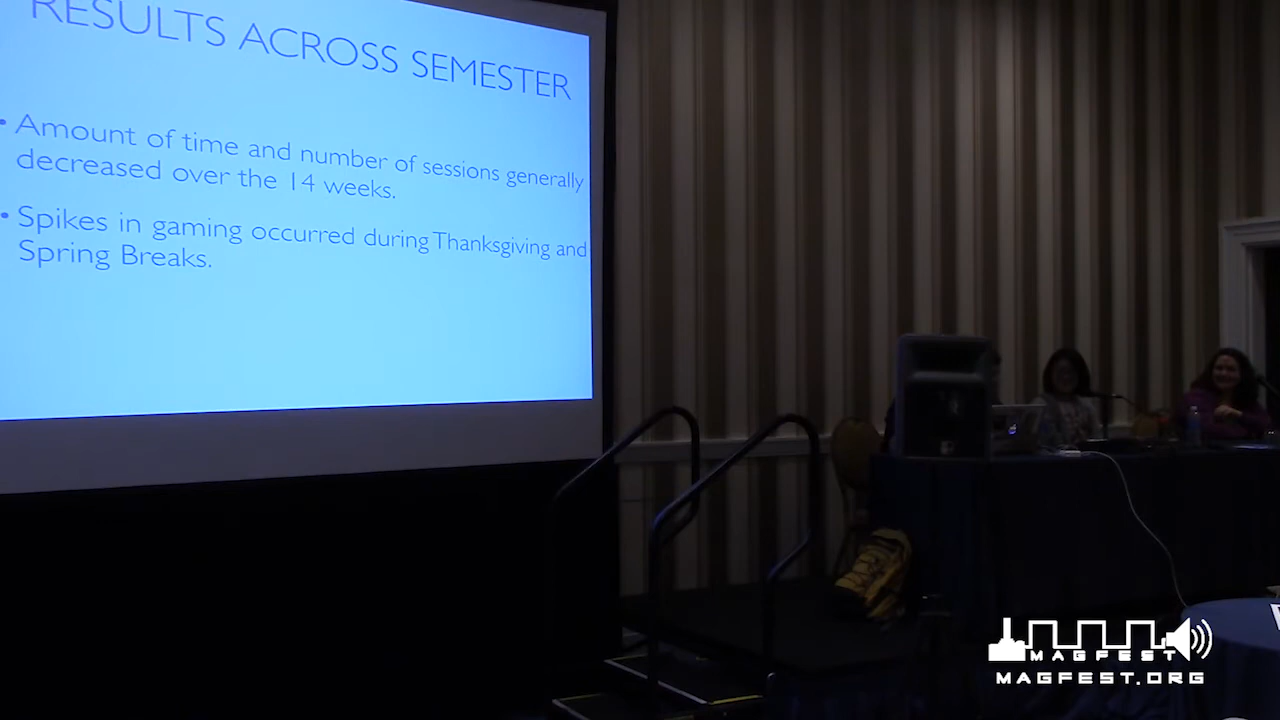 RESULTS ACROSS SEMESTER
• Amount of time and number of sessions generally
decreased over the 14 weeks.
• Spikes in gaming occurred during Thanksgiving and
Spring Breaks.
MAGFEST
MAGFEST.ORG